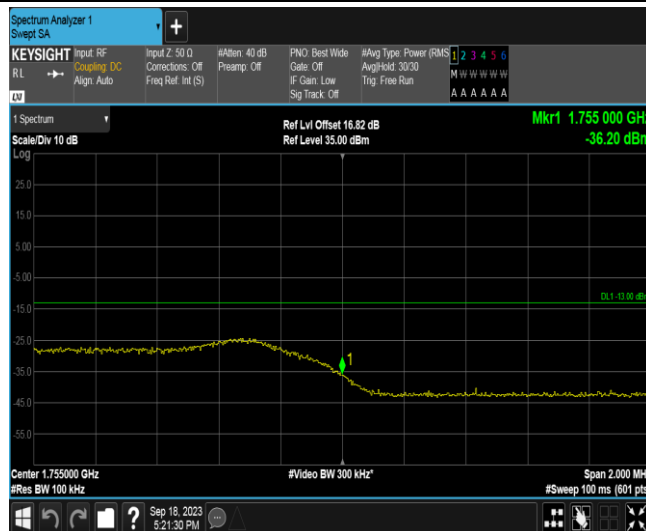 Spectrum Analyzer 1
Swept SA
+
KEYSIGHT
RL
LXI
Input: RF
Coupling: DC
Align: Auto
Input Z: 50 Ω
Corrections: Off
Freq Ref: Int (S)
#Atten: 40 dB
Preamp: Off
PNO: Best Wide
Gate: Off
IF Gain: Low
Sig Track: Off
#Avg Type: Power (RMS
Avg|Hold: 30/30
Trig: Free Run
1 2 3 4 5 6
M W W W W W
A A A A A A
1 Spectrum
Scale/Div 10 dB
Log
Ref Lvl Offset 16.82 dB
Ref Level 35.00 dBm
Mkr1 1.755 000 GHz
-36.20 dBm
25.0
15.0
5.00
-5.00
-15.0
-25.0
-35.0
-45.0
-55.0
DL1 -13.00 dBm
1
Center 1.755000 GHz
#Res BW 100 kHz
#Video BW 300 kHz*
Span 2.000 MHz
#Sweep 100 ms (601 pts)
?
Sep 18, 2023
5:21:30 PM